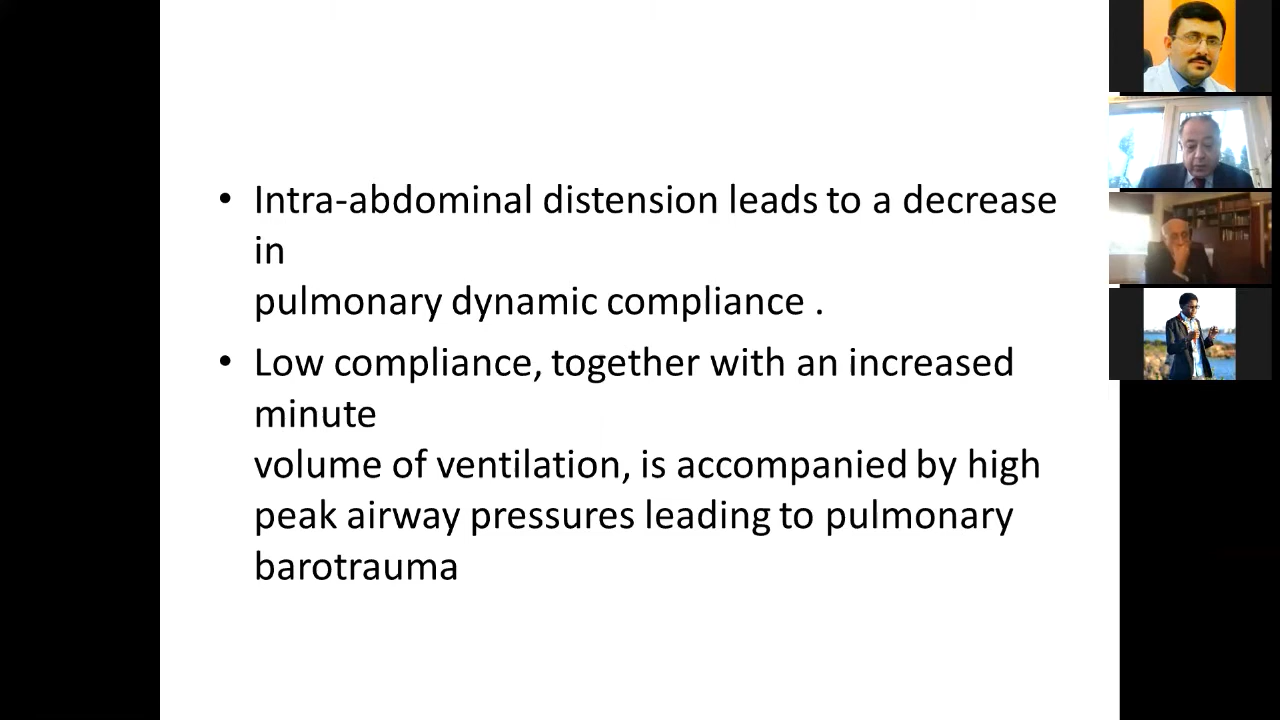 • Intra-abdominal distension leads to a decrease
in
pulmonary dynamic compliance .
• Low compliance, together with an increased
minute
volume of ventilation, is accompanied by high
peak airway pressures leading to pulmonary
barotrauma